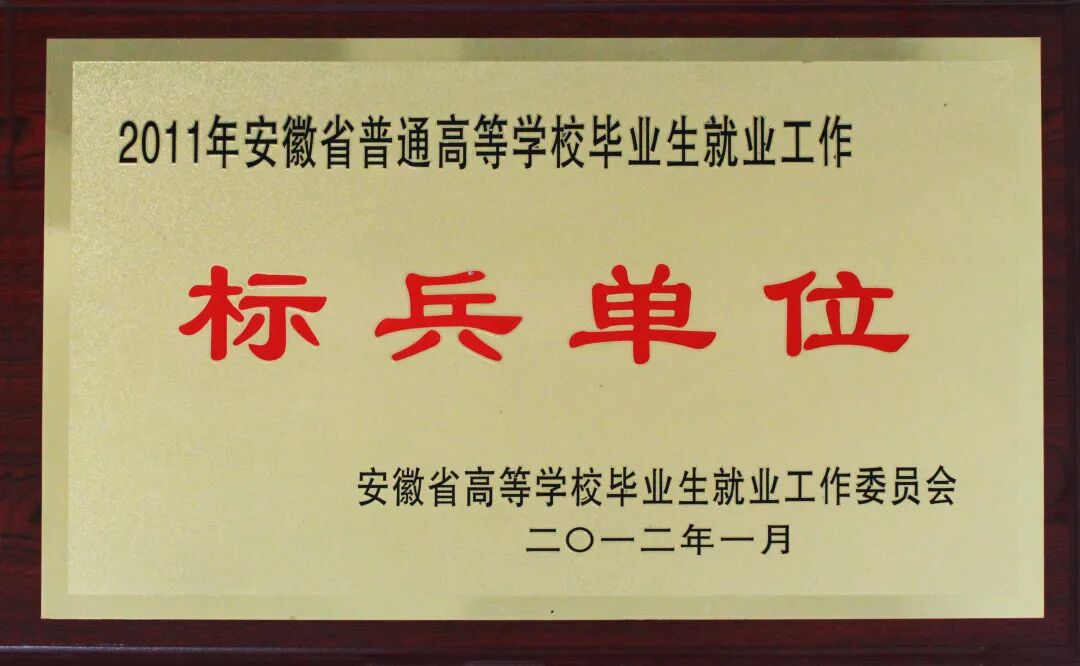 2011年安徽省普通高等学校毕业生就业工作
标兵单位
安徽省高等学校毕业生就业工作委员会
二〇一二年一月